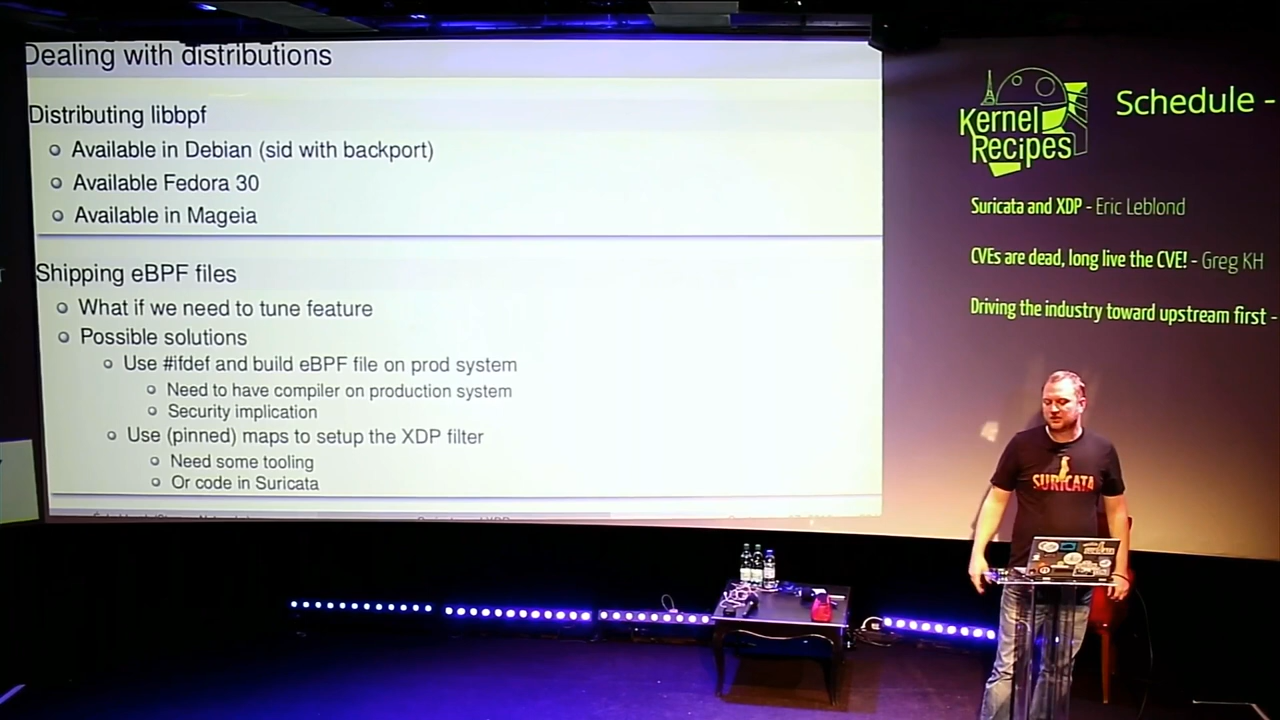 Dealing with distributions
Distributing libbpf
Available in Debian (sid with backport)
Available Fedora 30
Available in Mageia
Shipping eBPF files
What if we need to tune feature
Possible solutions
Use #ifdef and build eBPF file on prod system
Need to have compiler on production system
Security implication
Use (pinned) maps to setup the XDP filter
Need some tooling
Or code in Suricata
Kernel
Recipes
Schedule -
Suricata and XDP - Eric Leblond
CVEs are dead, long live the CVE! - Greg KH
Driving the industry toward upstream first -
SURICATA